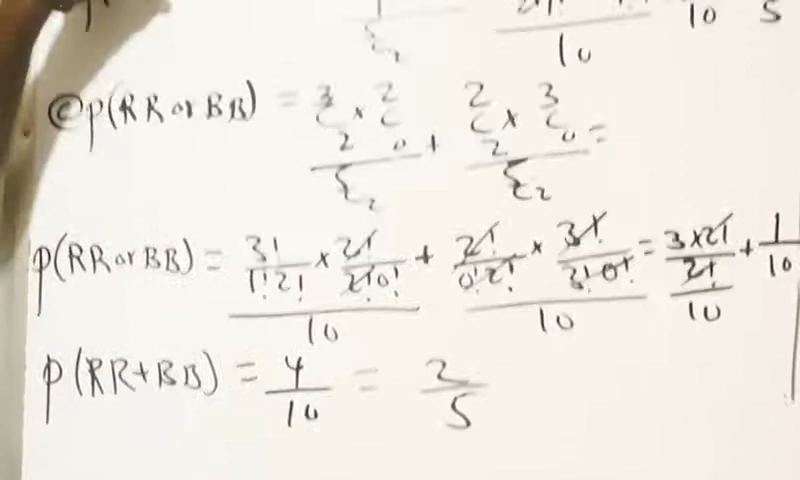 10 10 5
©P(RR or BB) = ³C₂ × ²C₀ / ⁵C₂ + ²C₂ × ³C₀ / ⁵C₂ =
P(RR or BB) = 3!/1!2! × 2!/2!0! / 10 + 2!/0!2! × 3!/3!0! / 10 = 3×2!/2! / 10 + 1/10
P(RR+BB) = 4/10 = 2/5